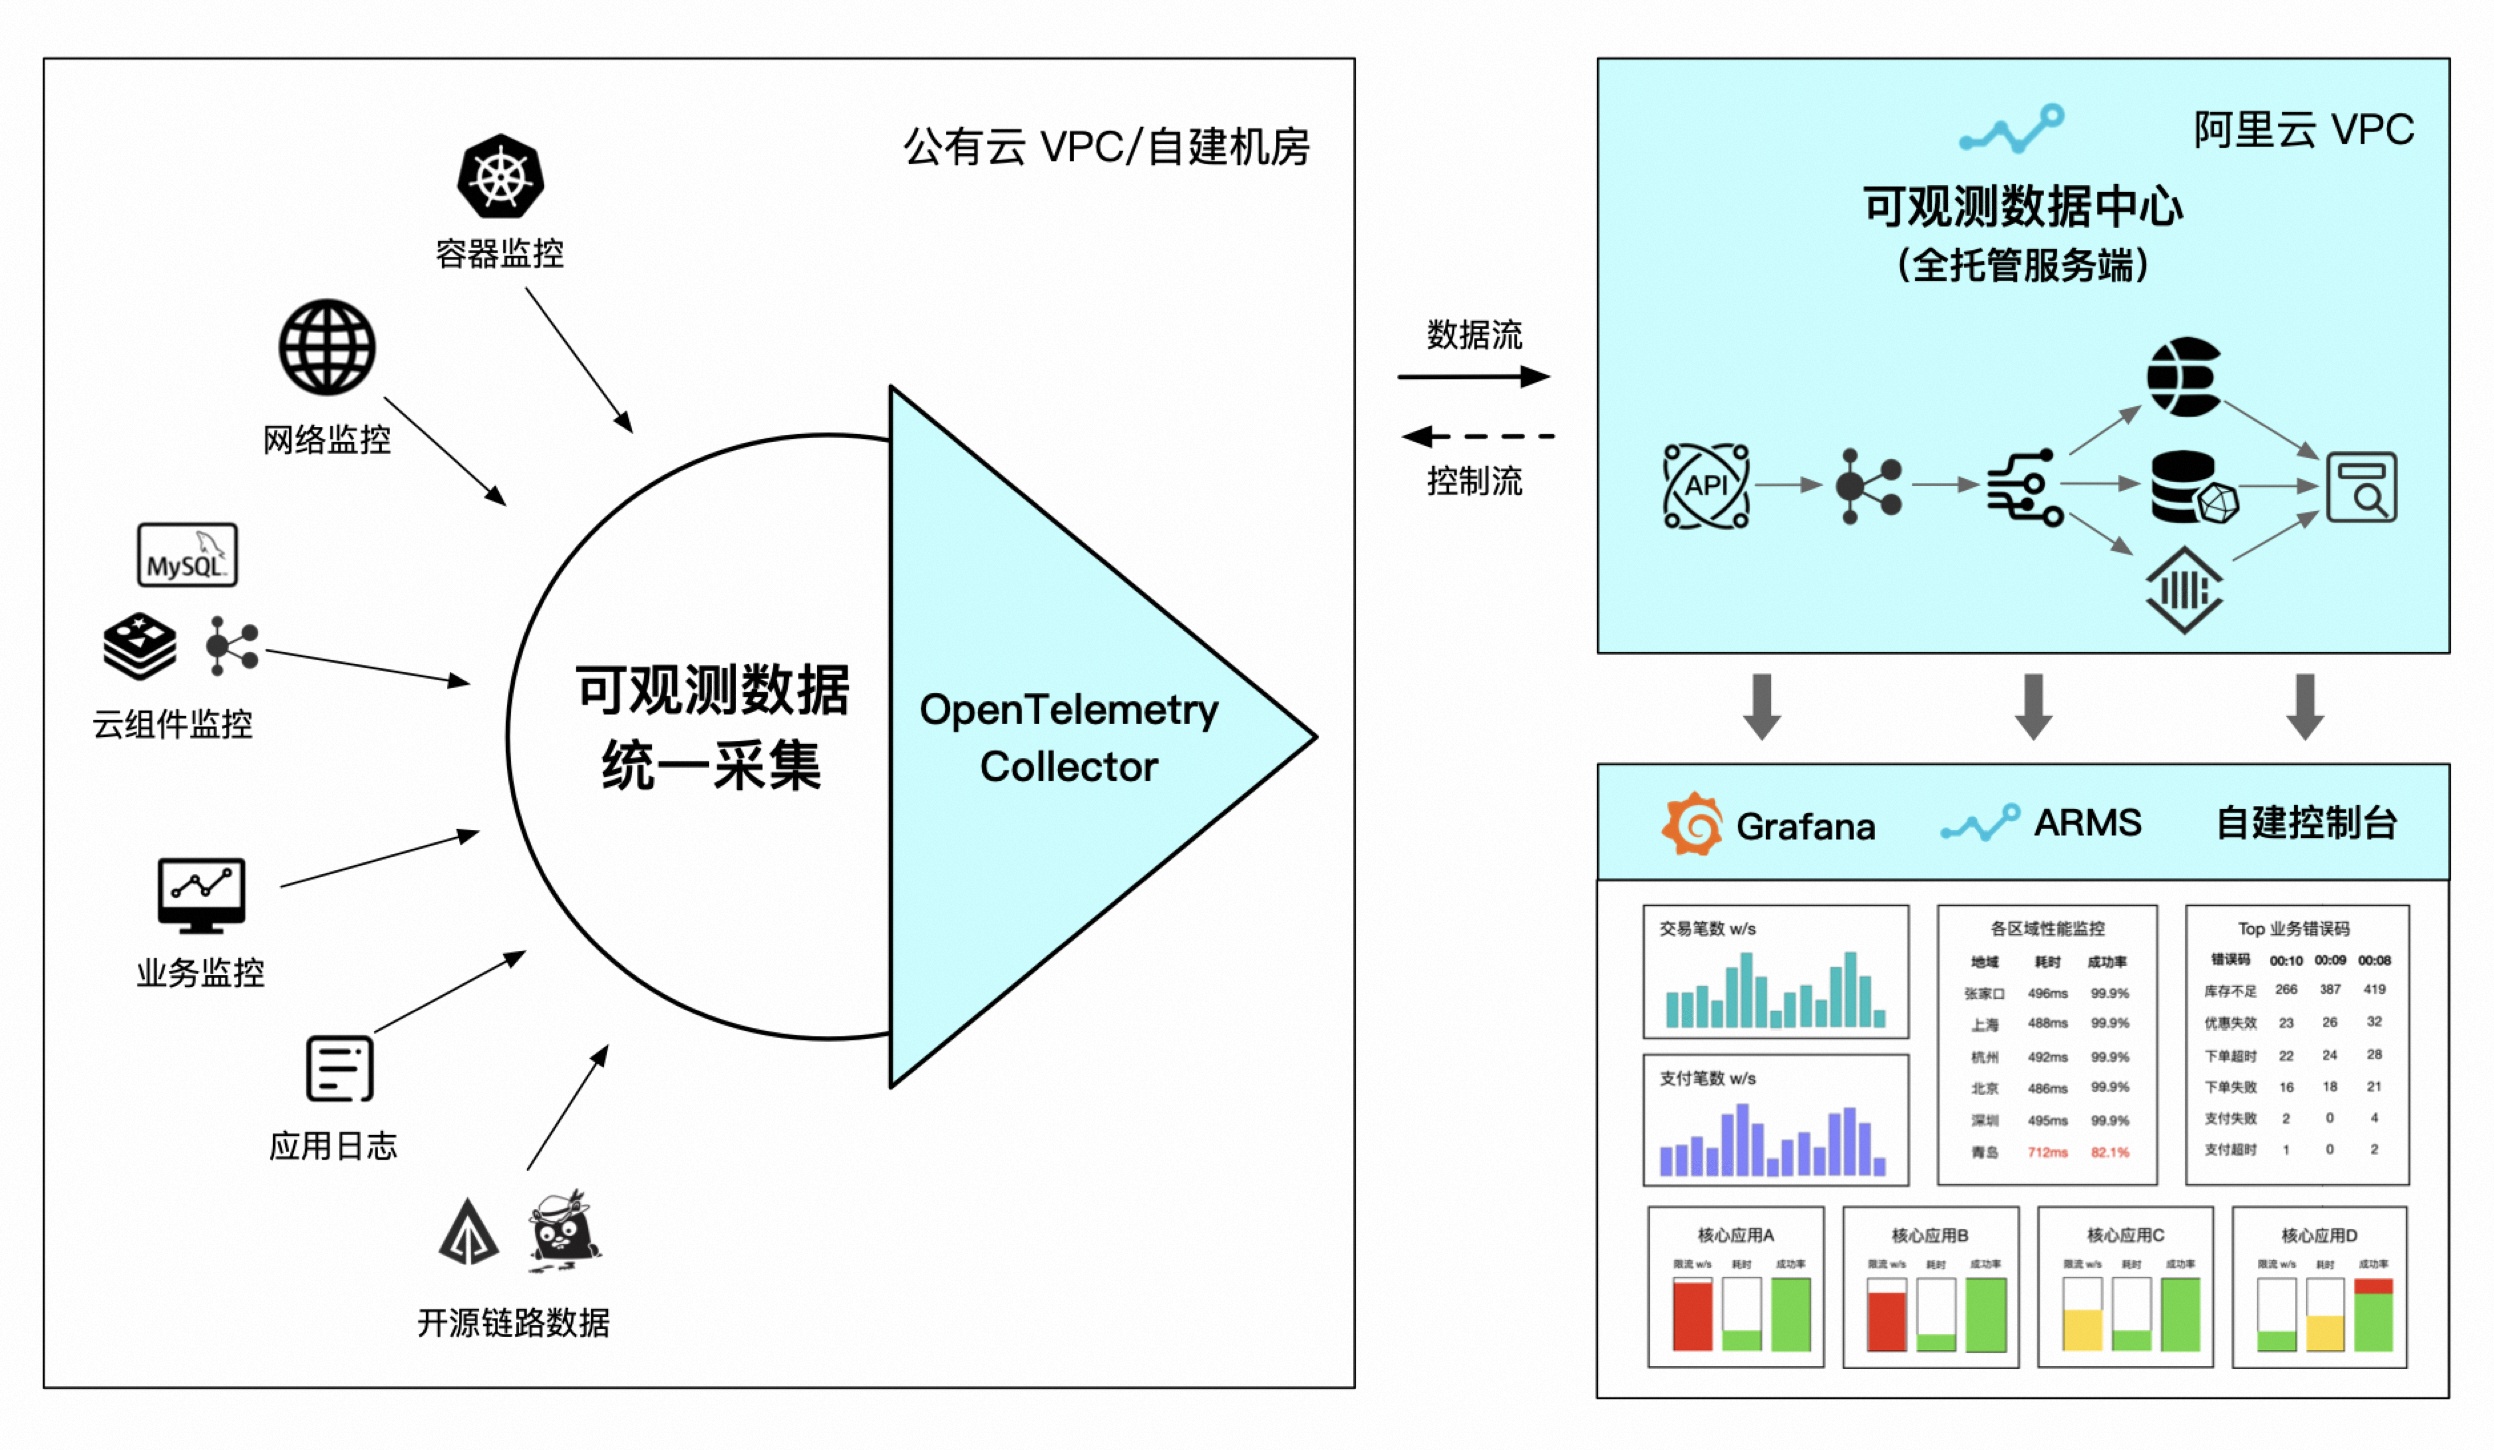 公有云 VPC/自建机房
容器监控
网络监控
MySQL
云组件监控
业务监控
应用日志
开源链路数据
可观测数据
统一采集
OpenTelemetry
Collector
数据流
控制流
阿里云 VPC
可观测数据中心
（全托管服务端）
API
Grafana
ARMS
自建控制台
交易笔数 w/s
支付笔数 w/s
各区域性能监控
地域 耗时 成功率
张家口 496ms 99.9%
上海 488ms 99.9%
杭州 492ms 99.9%
北京 486ms 99.9%
深圳 495ms 99.9%
青岛 712ms 82.1%
Top 业务错误码
错误码 00:10 00:09 00:08
库存不足 266 387 419
优惠失效 23 26 32
下单超时 22 24 28
下单失败 16 18 21
支付失败 2 0 4
支付超时 1 0 2
核心应用A
限流 w/s 耗时 成功率
核心应用B
限流 w/s 耗时 成功率
核心应用C
限流 w/s 耗时 成功率
核心应用D
限流 w/s 耗时 成功率